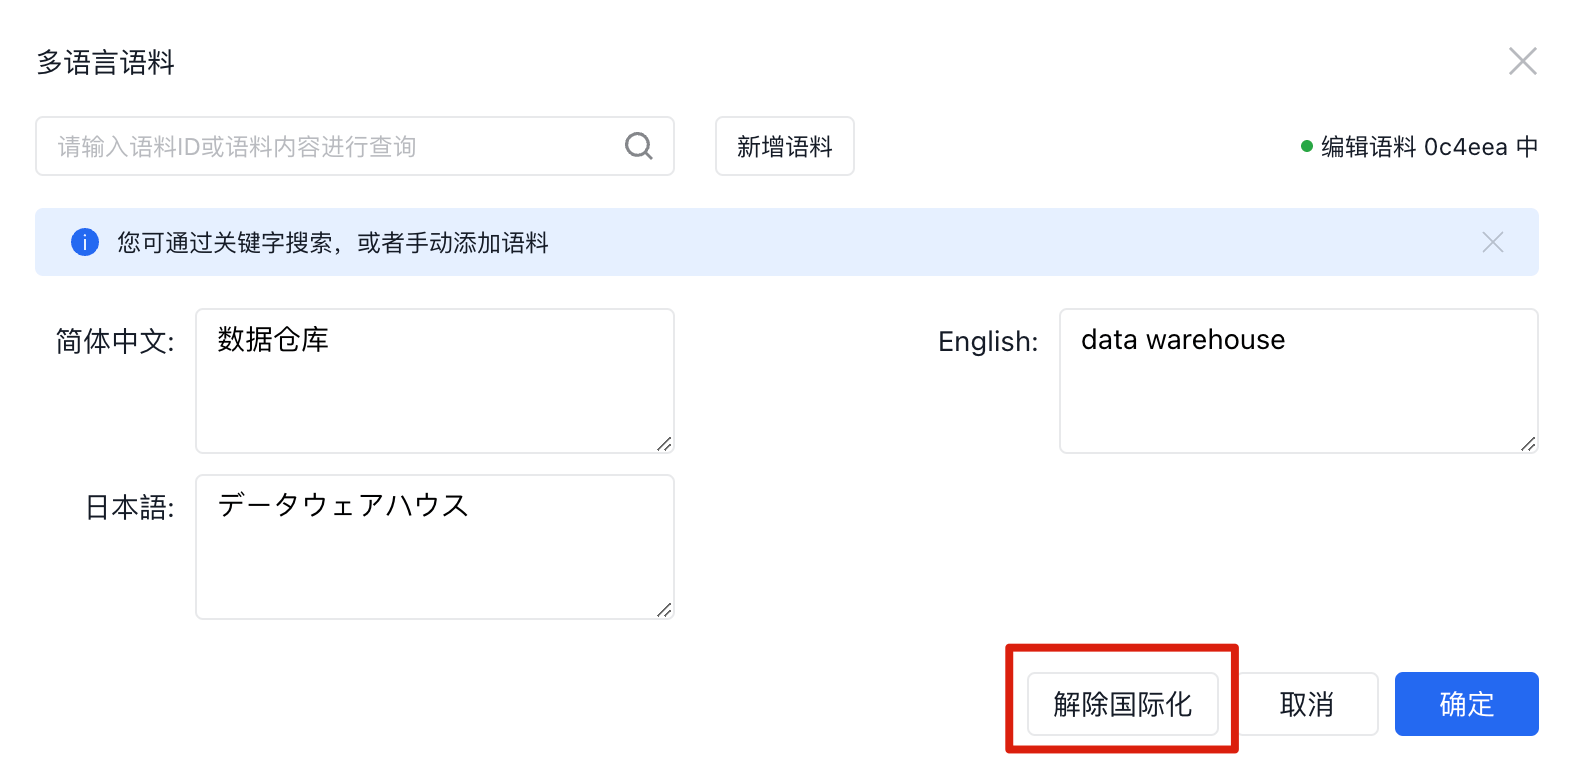 多语言语料
请输入语料ID或语料内容进行查询
新增语料
编辑语料 0c4eea 中
您可通过关键字搜索，或者手动添加语料
简体中文: 数据仓库
English: data warehouse
日本語: データウェアハウス
解除国际化 取消 确定